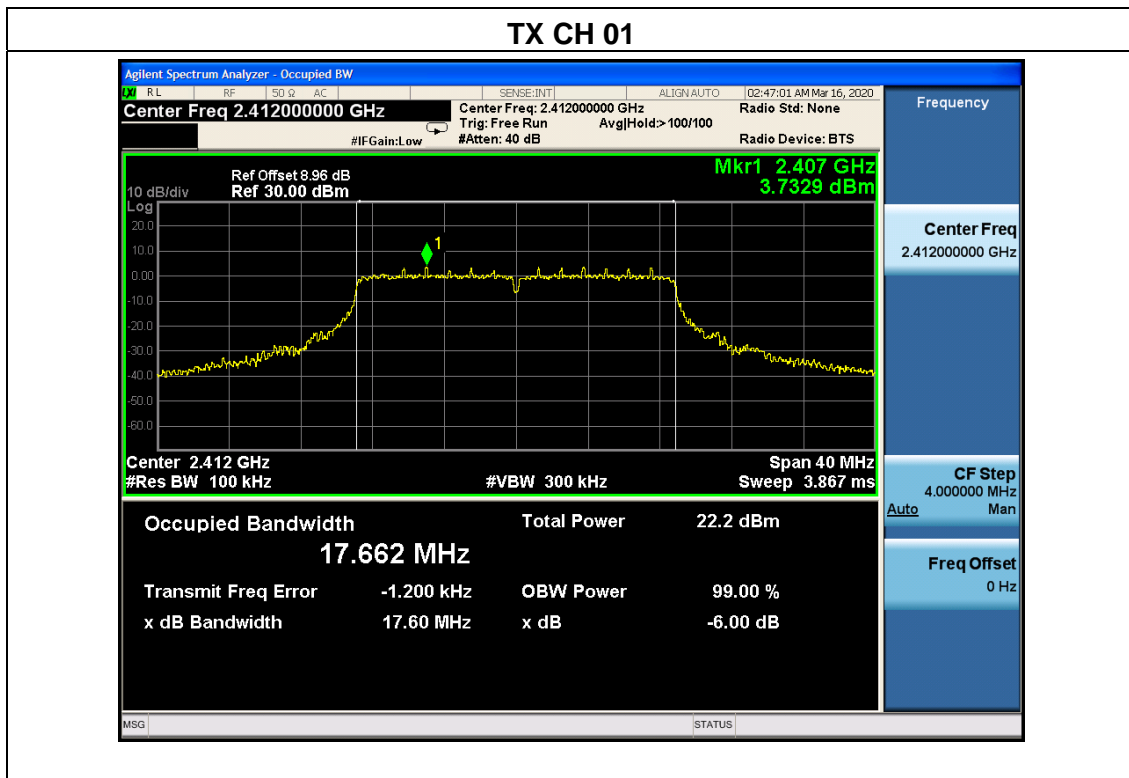 TX CH 01
Agilent Spectrum Analyzer - Occupied BW
LXI RL RF 50 Ω AC SENSE:INT ALIGN AUTO 02:47:01 AM Mar 16, 2020
Center Freq 2.412000000 GHz
Center Freq: 2.412000000 GHz Radio Std: None
Trig: Free Run Avg|Hold:>100/100
#IFGain:Low #Atten: 40 dB Radio Device: BTS
Frequency
Mkr1 2.407 GHz
3.7329 dBm
Ref Offset 8.96 dB
10 dB/div Ref 30.00 dBm
Log
20.0
10.0
0.00
-10.0
-20.0
-30.0
-40.0
-50.0
-60.0
1
Center 2.412 GHz Span 40 MHz
#Res BW 100 kHz #VBW 300 kHz Sweep 3.867 ms
Center Freq
2.412000000 GHz
CF Step
4.000000 MHz
Auto Man
Freq Offset
0 Hz
Occupied Bandwidth Total Power 22.2 dBm
17.662 MHz
Transmit Freq Error -1.200 kHz OBW Power 99.00 %
x dB Bandwidth 17.60 MHz x dB -6.00 dB
MSG STATUS